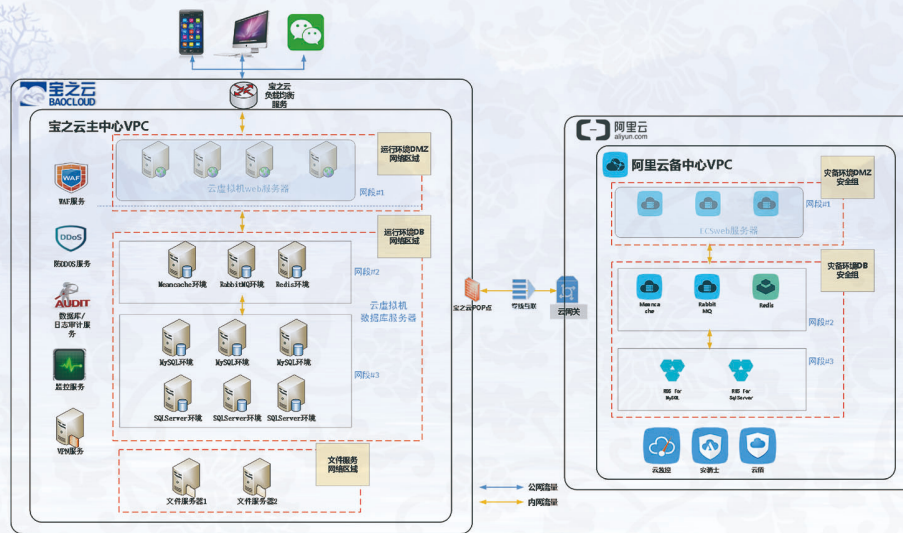 宝之云
负载均衡
服务
宝之云
BAOCLOUD
宝之云主中心VPC
运行环境DMZ
网络区域
云虚拟机web服务器
网段#1
WAF
WAF服务
DDoS
防DDOS服务
AUDIT
数据库/
日志审计服
务
监控服务
VPN服务
运行环境DB
网络区域
Meamcache环境
RabbitMQ环境
Redis环境
网段#2
云虚拟机
数据库服务器
MySQL环境
MySQL环境
MySQL环境
网段#3
SQLServer环境
SQLServer环境
SQLServer环境
文件服务
网络区域
文件服务器1
文件服务器2
宝之云POP点
专线互联
云网关
公网流量
内网流量
阿里云
aliyun.com
阿里云备中心VPC
灾备环境DMZ
安全组
网段#1
ECSweb服务器
灾备环境DB
安全组
Meamca
che
Rabbit
MQ
Redis
网段#2
网段#3
RDS for
MySQL
RDS for
SqlServer
云监控
安骑士
云盾